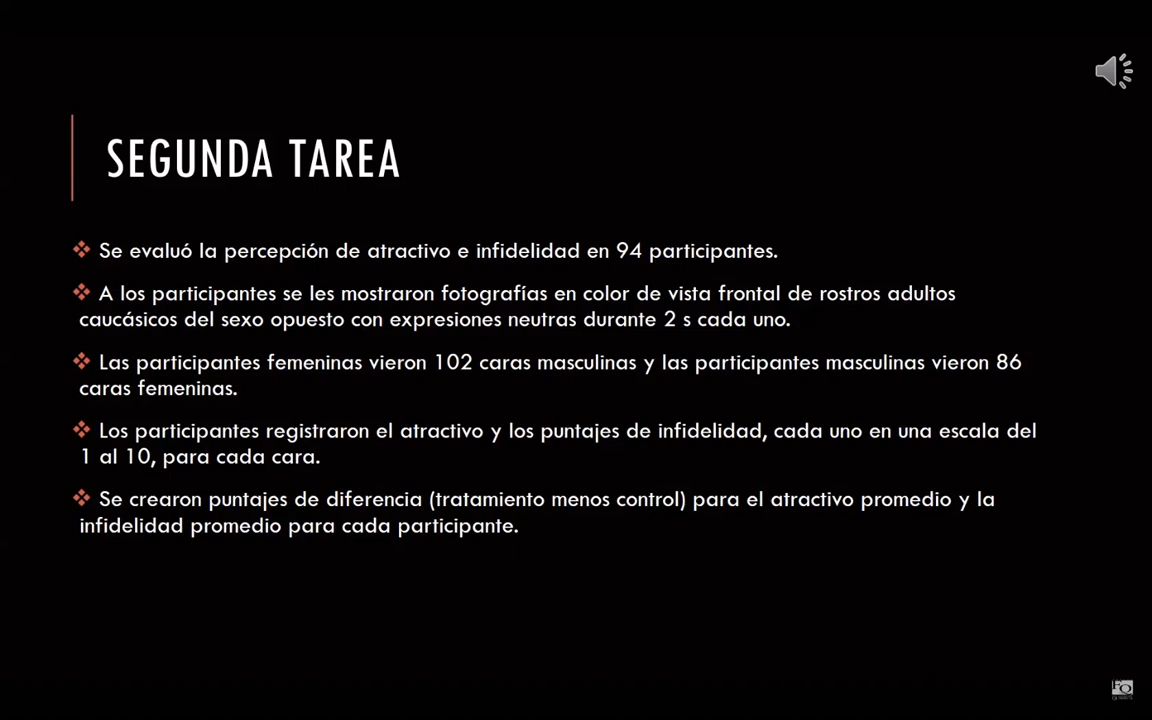 SEGUNDA TAREA
Se evaluó la percepción de atractivo e infidelidad en 94 participantes.
A los participantes se les mostraron fotografías en color de vista frontal de rostros adultos
caucásicos del sexo opuesto con expresiones neutras durante 2 s cada uno.
Las participantes femeninas vieron 102 caras masculinas y las participantes masculinas vieron 86
caras femeninas.
Los participantes registraron el atractivo y los puntajes de infidelidad, cada uno en una escala del
1 al 10, para cada cara.
Se crearon puntajes de diferencia (tratamiento menos control) para el atractivo promedio y la
infidelidad promedio para cada participante.